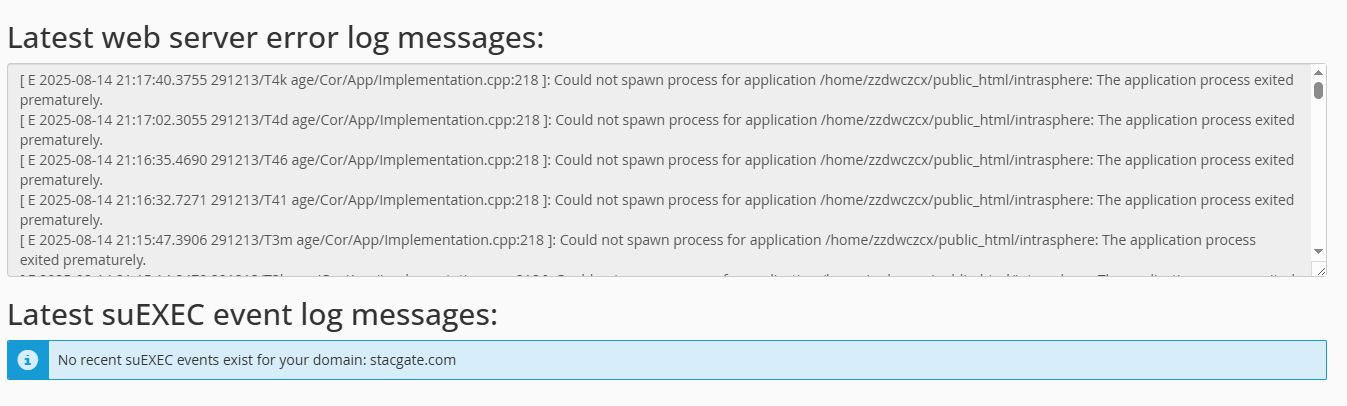 Latest web server error log messages:
[ E 2025-08-14 21:17:40.3755 291213/T4k age/Cor/App/Implementation.cpp:218 ]: Could not spawn process for application /home/zzdwczcx/public_html/intrasphere: The application process exited
prematurely.
[ E 2025-08-14 21:17:02.3055 291213/T4d age/Cor/App/Implementation.cpp:218 ]: Could not spawn process for application /home/zzdwczcx/public_html/intrasphere: The application process exited
prematurely.
[ E 2025-08-14 21:16:35.4690 291213/T46 age/Cor/App/Implementation.cpp:218 ]: Could not spawn process for application /home/zzdwczcx/public_html/intrasphere: The application process exited
prematurely.
[ E 2025-08-14 21:16:32.7271 291213/T41 age/Cor/App/Implementation.cpp:218 ]: Could not spawn process for application /home/zzdwczcx/public_html/intrasphere: The application process exited
prematurely.
[ E 2025-08-14 21:15:47.3906 291213/T3m age/Cor/App/Implementation.cpp:218 ]: Could not spawn process for application /home/zzdwczcx/public_html/intrasphere: The application process
exited prematurely.
Latest suEXEC event log messages:
No recent suEXEC events exist for your domain: stacgate.com